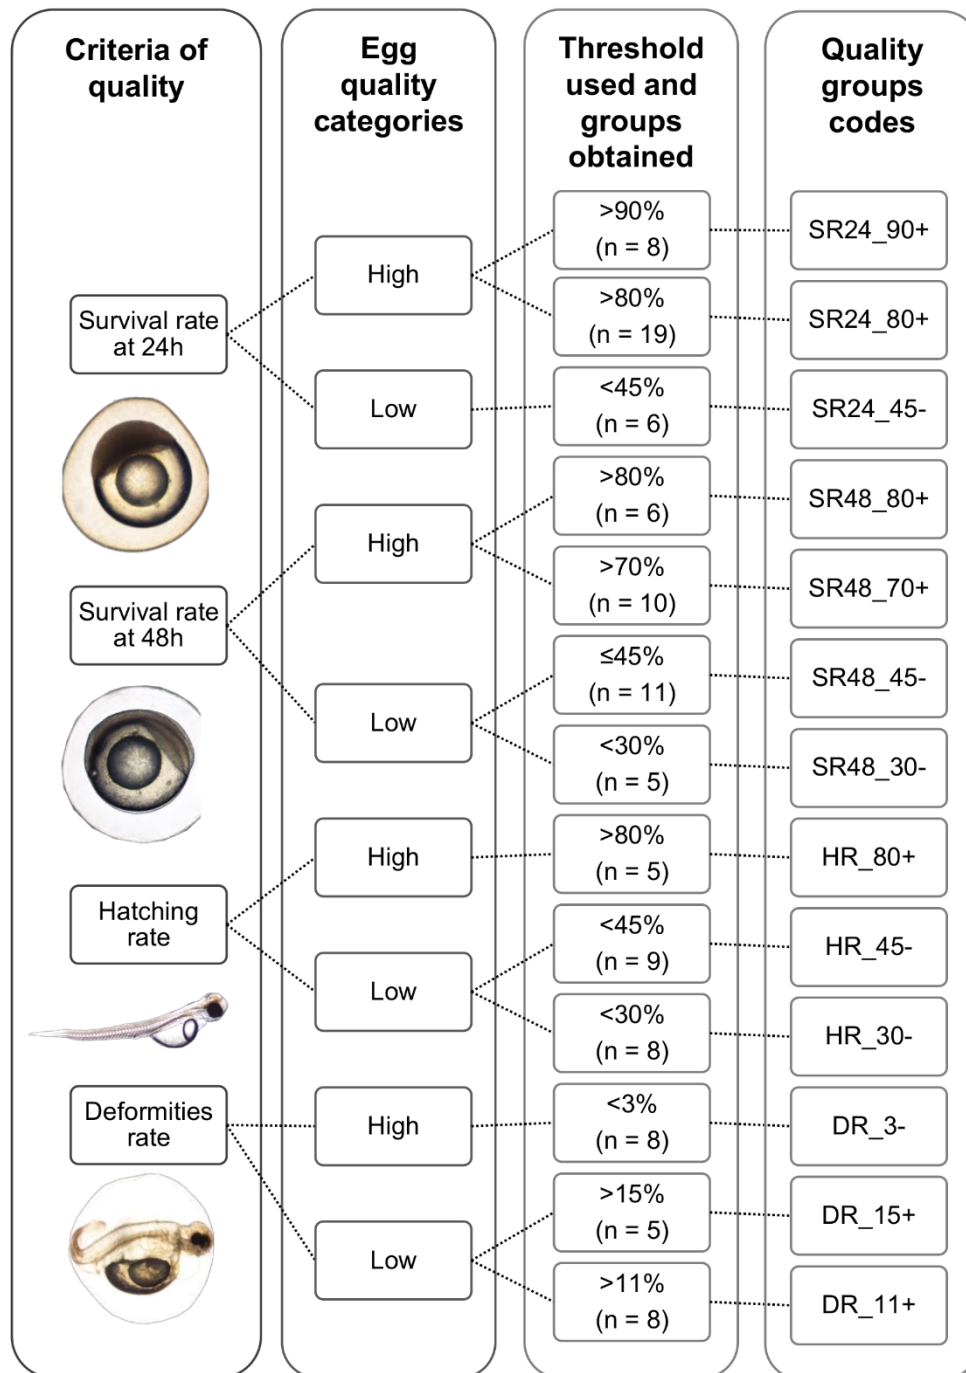 Criteria of
quality
Egg
quality
categories
Threshold
used and
groups
obtained
Quality
groups
codes
Survival rate
at 24h
High
>90%
(n = 8)
SR24_90+
>80%
(n = 19)
SR24_80+
Low
<45%
(n = 6)
SR24_45-
Survival rate
at 48h
High
>80%
(n = 6)
SR48_80+
>70%
(n = 10)
SR48_70+
Low
≤45%
(n = 11)
SR48_45-
<30%
(n = 5)
SR48_30-
Hatching
rate
High
>80%
(n = 5)
HR_80+
Low
<45%
(n = 9)
HR_45-
<30%
(n = 8)
HR_30-
Deformities
rate
High
<3%
(n = 8)
DR_3-
Low
>15%
(n = 5)
DR_15+
>11%
(n = 8)
DR_11+